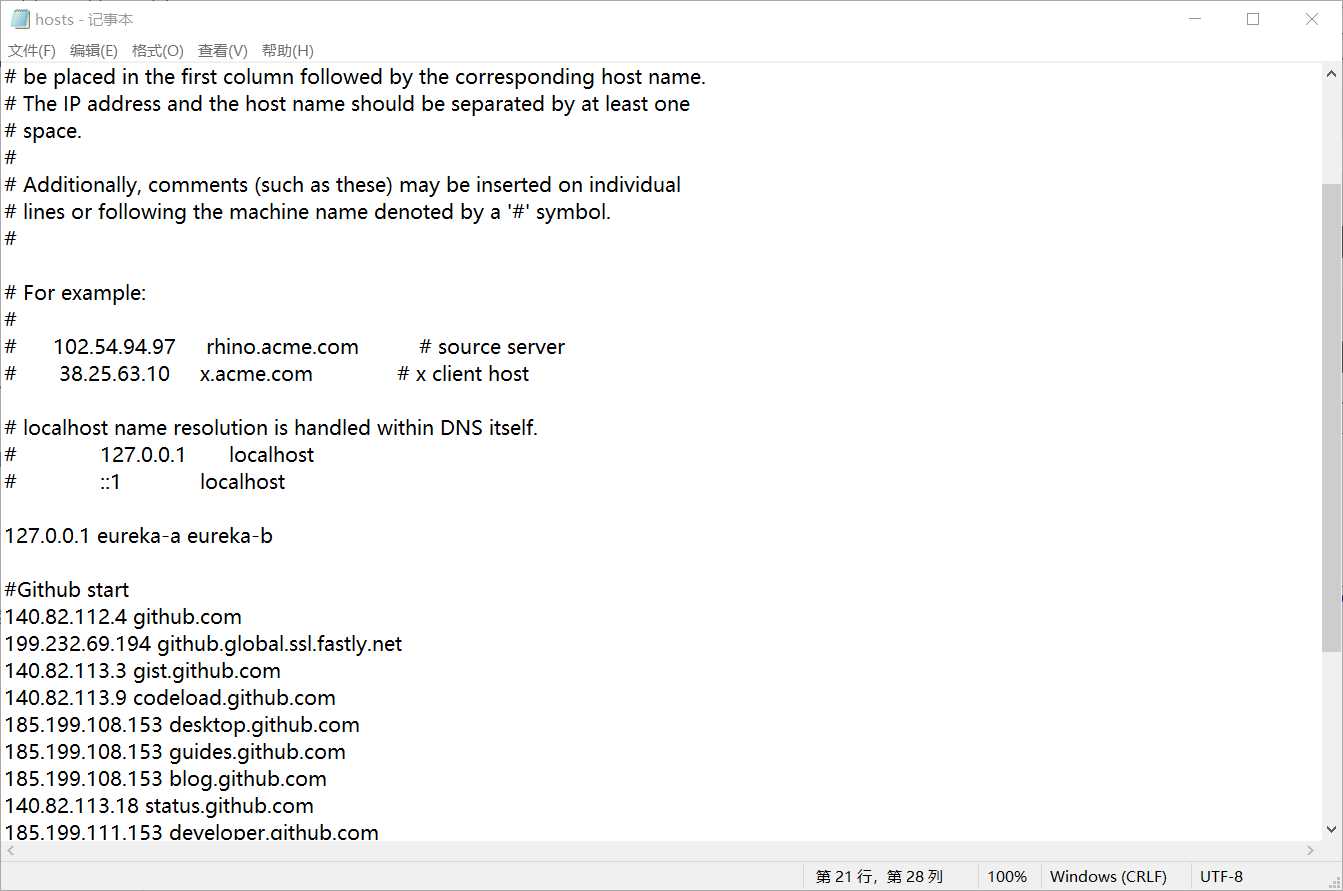 hosts - 记事本
文件(F) 编辑(E) 格式(O) 查看(V) 帮助(H)
# be placed in the first column followed by the corresponding host name.
# The IP address and the host name should be separated by at least one
# space.
#
# Additionally, comments (such as these) may be inserted on individual
# lines or following the machine name denoted by a '#' symbol.
#
# For example:
#
# 102.54.94.97 rhino.acme.com # source server
# 38.25.63.10 x.acme.com # x client host
# localhost name resolution is handled within DNS itself.
# 127.0.0.1 localhost
# ::1 localhost
127.0.0.1 eureka-a eureka-b
#Github start
140.82.112.4 github.com
199.232.69.194 github.global.ssl.fastly.net
140.82.113.3 gist.github.com
140.82.113.9 codeload.github.com
185.199.108.153 desktop.github.com
185.199.108.153 guides.github.com
185.199.108.153 blog.github.com
140.82.113.18 status.github.com
185.199.111.153 developer.github.com
第 21 行，第 28 列 100% Windows (CRLF) UTF-8